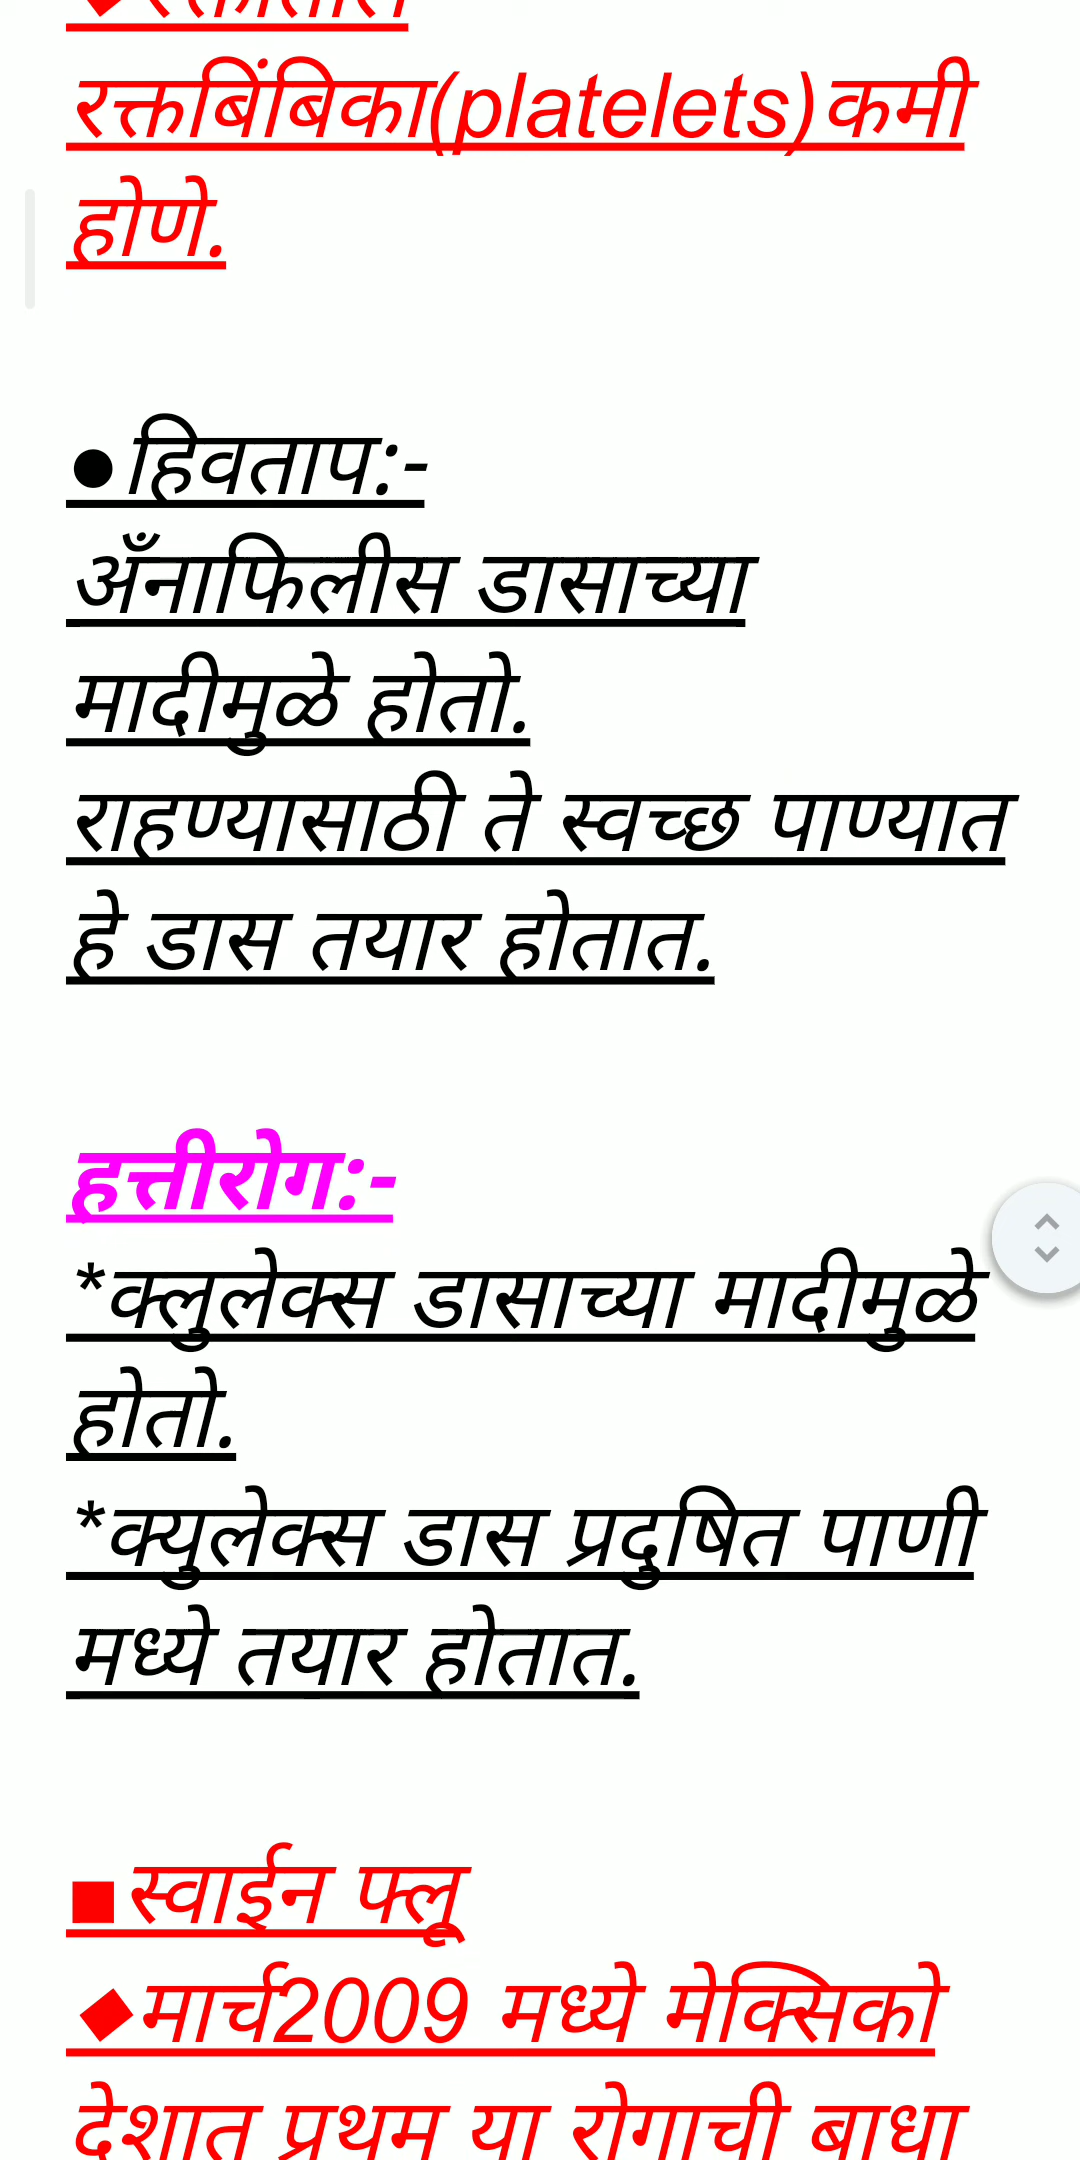 रक्तबिंबिका(platelets)कमी
होणे.
●हिवताप:-
अँनाफिलीस डासाच्या
मादीमुळे होतो.
राहण्यासाठी ते स्वच्छ पाण्यात
हे डास तयार होतात.
हत्तीरोग:-
*क्लुलेक्स डासाच्या मादीमुळे
होतो.
*क्युलेक्स डास प्रदुषित पाणी
मध्ये तयार होतात.
■स्वाईन फ्लू
◆मार्च2009 मध्ये मेक्सिको
देशात प्रथम या रोगाची बाधा